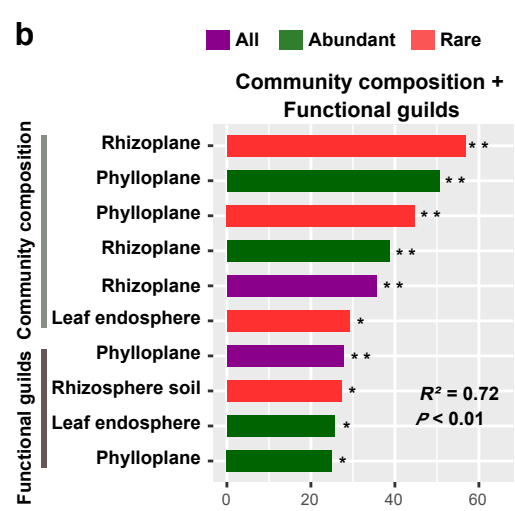 b
All Abundant Rare
Community composition +
Functional guilds
Community composition
Functional guilds
Rhizoplane **
Phylloplane **
Phylloplane **
Rhizoplane **
Rhizoplane **
Leaf endosphere *
Phylloplane **
Rhizosphere soil *
Leaf endosphere *
Phylloplane *
R² = 0.72
P < 0.01
0 20 40 60